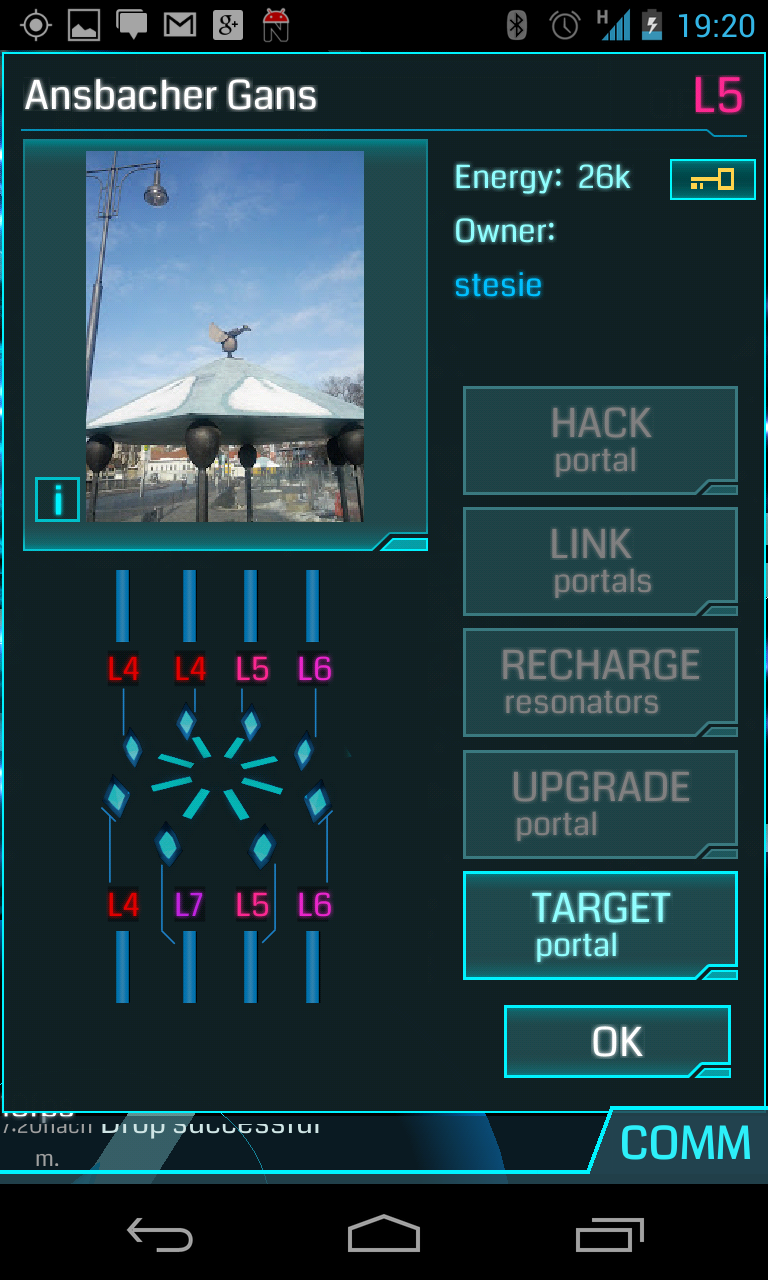 H 19:20
Ansbacher Gans L5
Energy: 26k
Owner:
stesie
i
HACK
portal
LINK
portals
RECHARGE
resonators
UPGRADE
portal
TARGET
portal
OK
L4 L4 L5 L6
L4 L7 L5 L6
Drop successful
m.
COMM